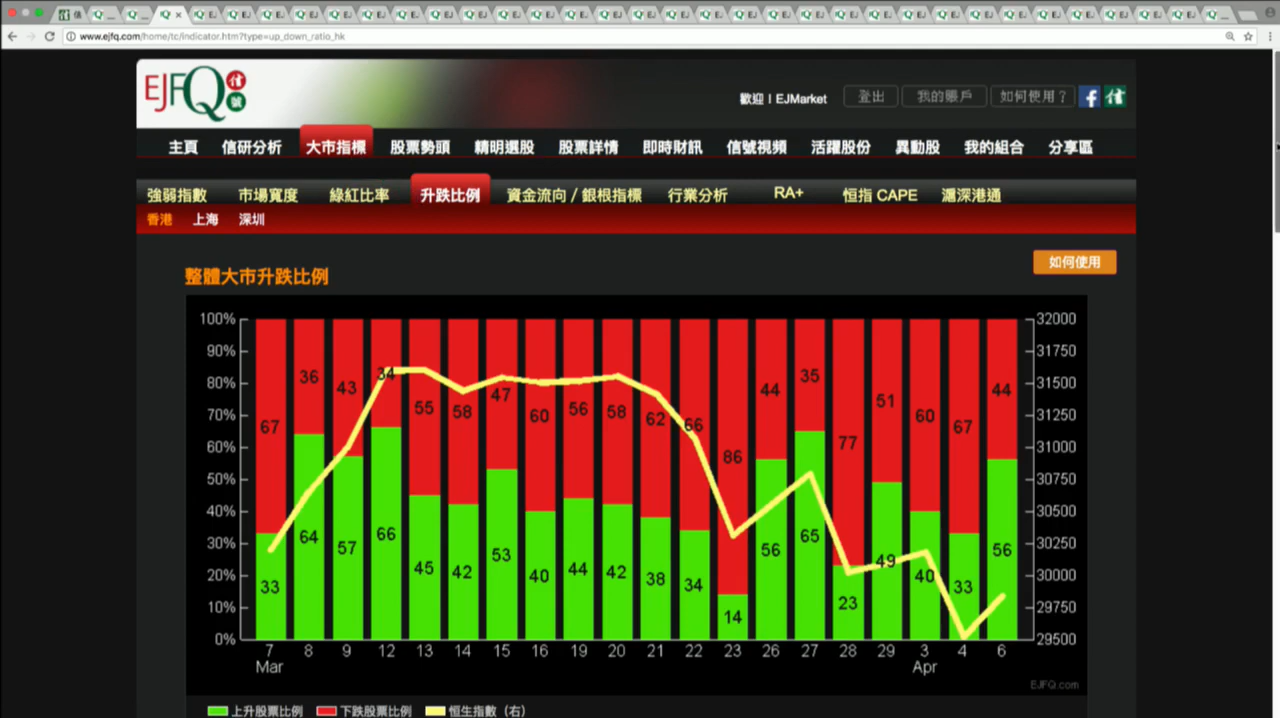 www.ejfq.com/home/tc/indicator.htm?type=up_down_ratio_hk
EJFQ 信號
歡迎！EJMarket 登出 我的賬戶 如何使用？
主頁 信研分析 大市指標 股票勢頭 精明選股 股票詳情 即時財訊 信號視頻 活躍股份 異動股 我的組合 分享區
強弱指數 市場寬度 綠紅比率 升跌比例 資金流向／銀根指標 行業分析 RA+ 恒指 CAPE 滬深港通
香港 上海 深圳
如何使用
整體大市升跌比例
100% 32000
90% 31750
80% 31500
70% 31250
60% 31000
50% 30750
40% 30500
30% 30250
20% 30000
10% 29750
0% 29500
67 36 43 34 55 58 47 60 56 58 62 66 86 44 35 77 51 60 67 44
33 64 57 66 45 42 53 40 44 42 38 34 14 56 65 23 49 40 33 56
7 8 9 12 13 14 15 16 19 20 21 22 23 26 27 28 29 3 4 6
Mar Apr
EJFQ.com
上升股票比例 下跌股票比例 恒生指數（右）